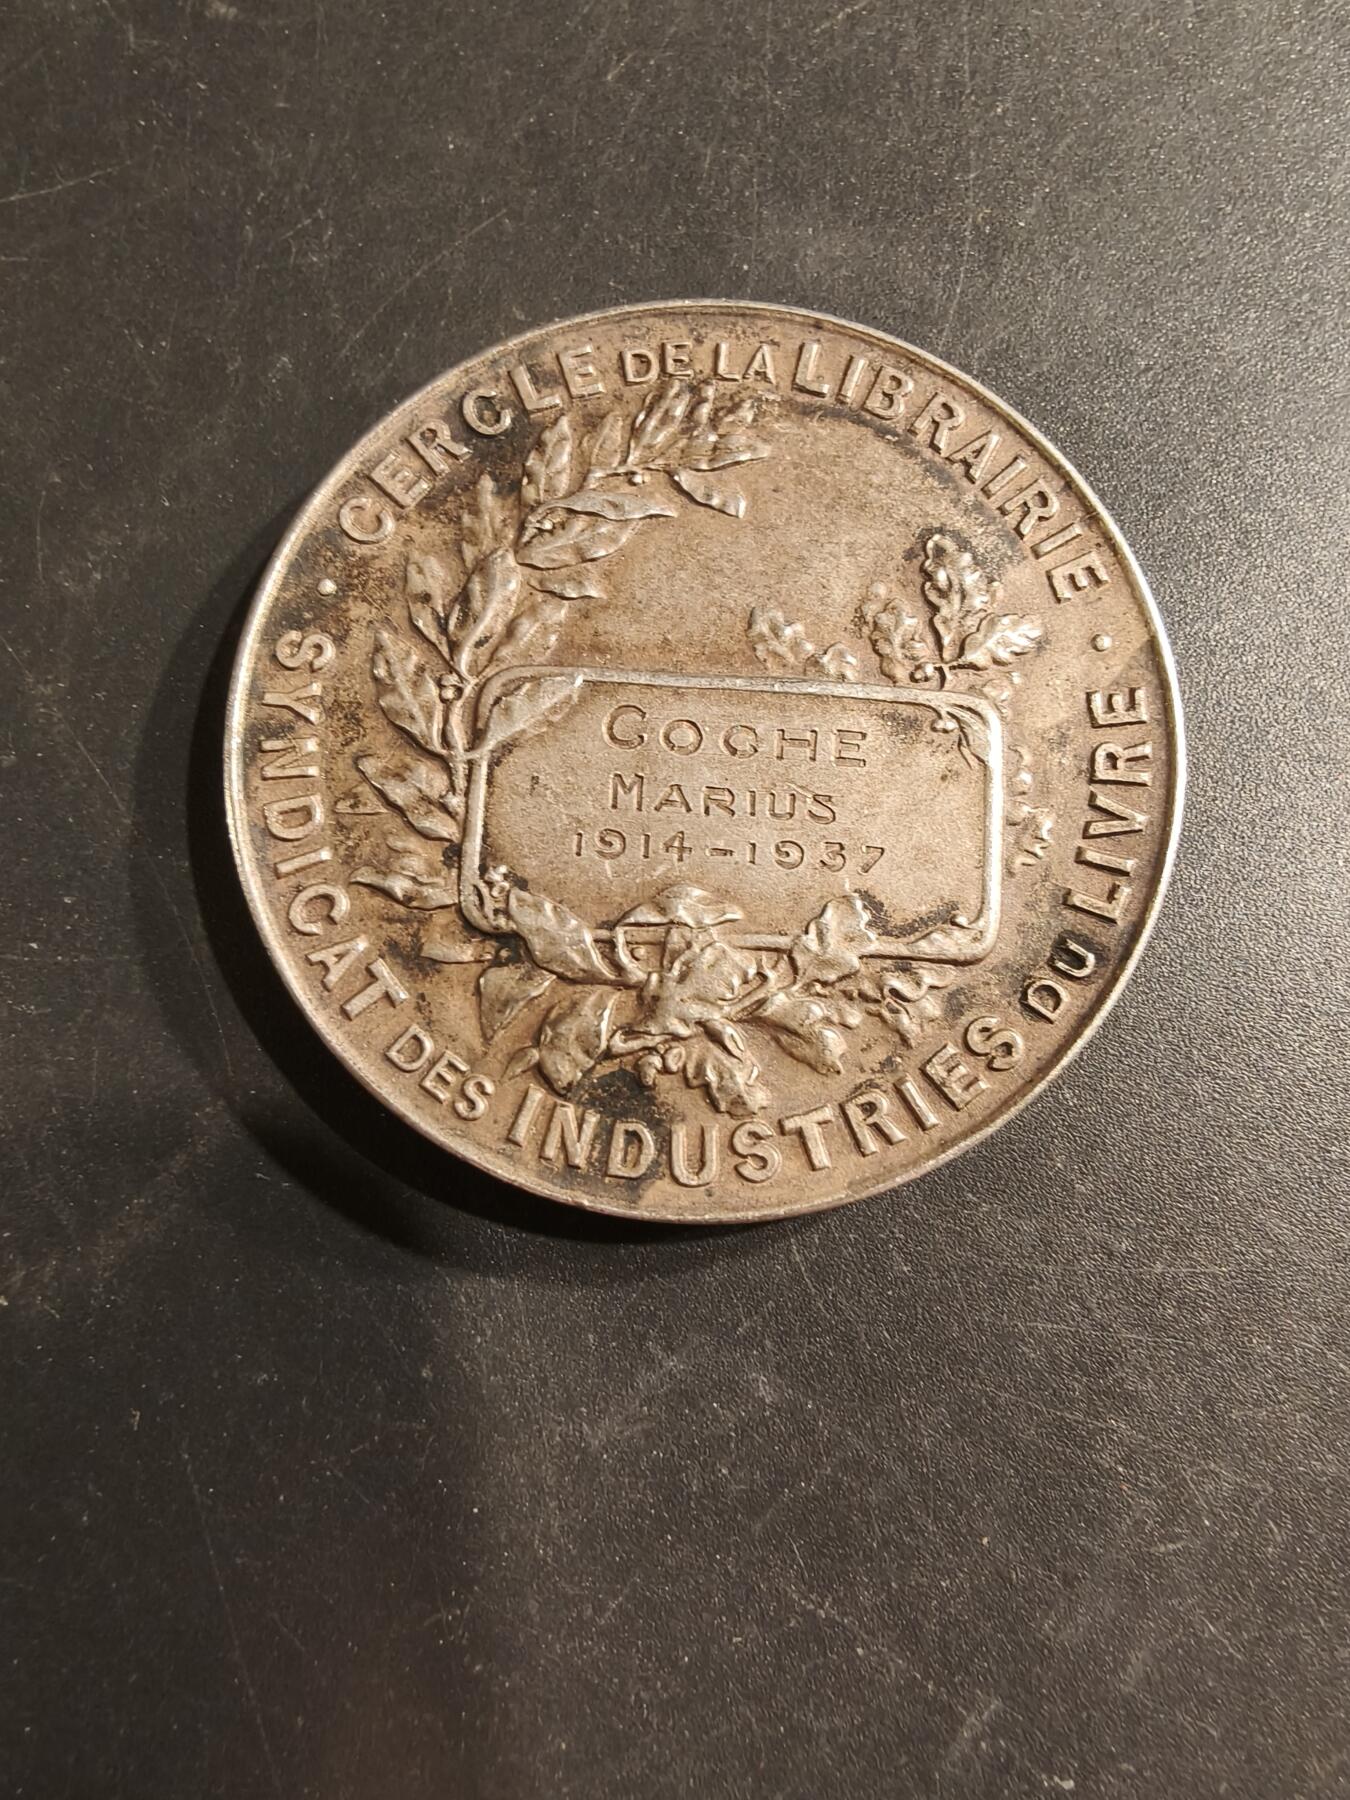 CERCLE DE LA LIBRAIRIE
SYNDICAT DES INDUSTRIES DU LIVRE
COCHE
MARIUS
1914-1937